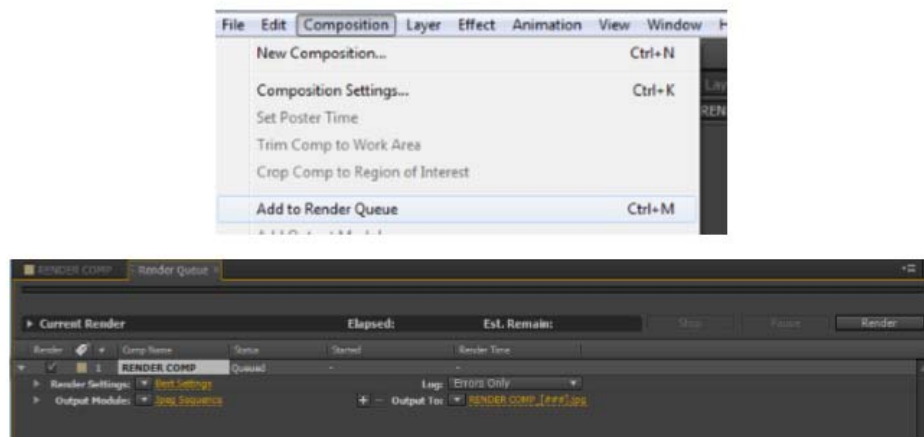 File Edit Composition Layer Effect Animation View Window
New Composition... Ctrl+N
Composition Settings... Ctrl+K
Set Poster Time
Trim Comp to Work Area
Crop Comp to Region of Interest
Add to Render Queue Ctrl+M
RENDER COMP Render Queue ×
Current Render Elapsed: Est. Remain: Stop Pause Render
Render # Comp Name Status Started Render Time
1 RENDER COMP Queued - -
Render Settings: Best Settings Log: Errors Only
Output Module: Jpeg Sequence + - Output To: RENDER COMP_[###].jpg